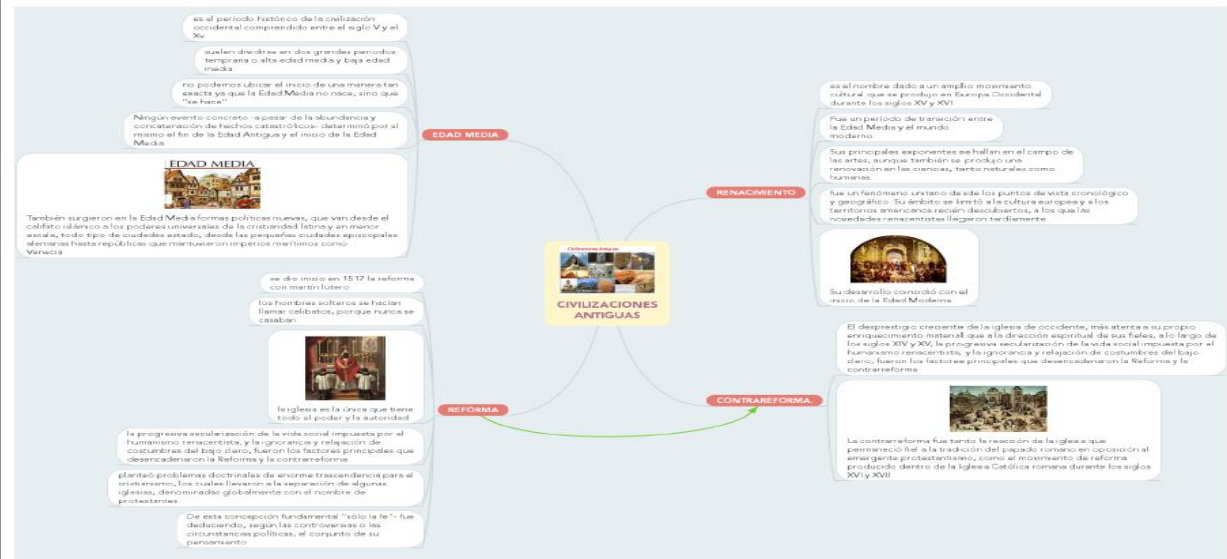 es el período histórico de la civilización
occidental comprendido entre el siglo V y el
Xv
suelen dividirse en dos grandes periodos
temprana o alta edad media y baja edad
media
no podemos ubicar el inicio de una manera tan
exacta ya que la Edad Media no nace, sino que
"se hace"
Ningún evento concreto -a pesar de la abundancia y
concatenación de hechos catastróficos- determinó por sí
mismo el fin de la Edad Antigua y el inicio de la Edad
Media
EDAD MEDIA
EDAD MEDIA
También surgieron en la Edad Media formas políticas nuevas, que van desde el
califato islámico a los poderes universales de la cristiandad latina y en menor
escala, todo tipo de ciudades estado, desde las pequeñas ciudades episcopales
alemanas hasta repúblicas que mantuvieron imperios marítimos como
Venecia
es el nombre dado a un amplio movimiento
cultural que se produjo en Europa Occidental
durante los siglos XV y XVI
Fue un período de transición entre
la Edad Media y el mundo
moderno
Sus principales exponentes se hallan en el campo de
las artes, aunque también se produjo una
renovación en las ciencias, tanto naturales como
humanas
RENACIMIENTO
fue un fenómeno unitario desde los puntos de vista cronológico
y geográfico. Su ámbito se limitó a la cultura europea y a los
territorios americanos recién descubiertos, a los que las
novedades renacentistas llegaron tardíamente
Su desarrollo coincidió con el
inicio de la Edad Moderna
Civilizaciones Antiguas
CIVILIZACIONES
ANTIGUAS
se dio inicio en 1517 la reforma
con martín lutero
los hombres solteros se hacían
llamar celibatos, porque nunca se
casaban
la iglesia es la única que tiene
todo el poder y la autoridad
REFORMA
la progresiva secularización de la vida social impuesta por el
humanismo renacentista, y la ignorancia y relajación de
costumbres del bajo clero, fueron los factores principales que
desencadenaron la Reforma y la contrarreforma
planteó problemas doctrinales de enorme trascendencia para el
cristianismo, los cuales llevaron a la separación de algunas
iglesias, denominadas globalmente con el nombre de
protestantes
De esta concepción fundamental "sólo la fe"- fue
deduciendo, según las controversias o las
circunstancias políticas, el conjunto de su
pensamiento
El desprestigio creciente de la iglesia de occidente, más atenta a su propio
enriquecimiento material que a la dirección espiritual de sus fieles, a lo largo de
los siglos XIV y XV, la progresiva secularización de la vida social impuesta por el
humanismo renacentista, y la ignorancia y relajación de costumbres del bajo
clero, fueron los factores principales que desencadenaron la Reforma y la
contrarreforma
CONTRAREFORMA
La contrarreforma fue tanto la reacción de la iglesia que
permaneció fiel a la tradición del papado romano en oposición al
emergente protestantismo, como el movimiento de reforma
producido dentro de la Iglesia Católica romana durante los siglos
XVI y XVII